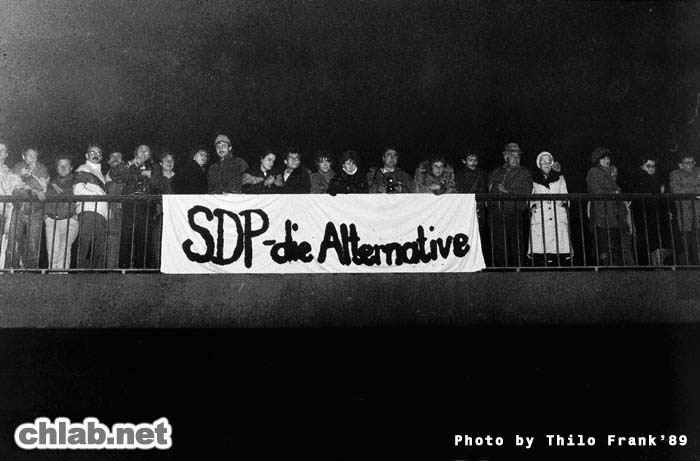 SDP-die Alternative
chlab.net
Photo by Thilo Frank'89